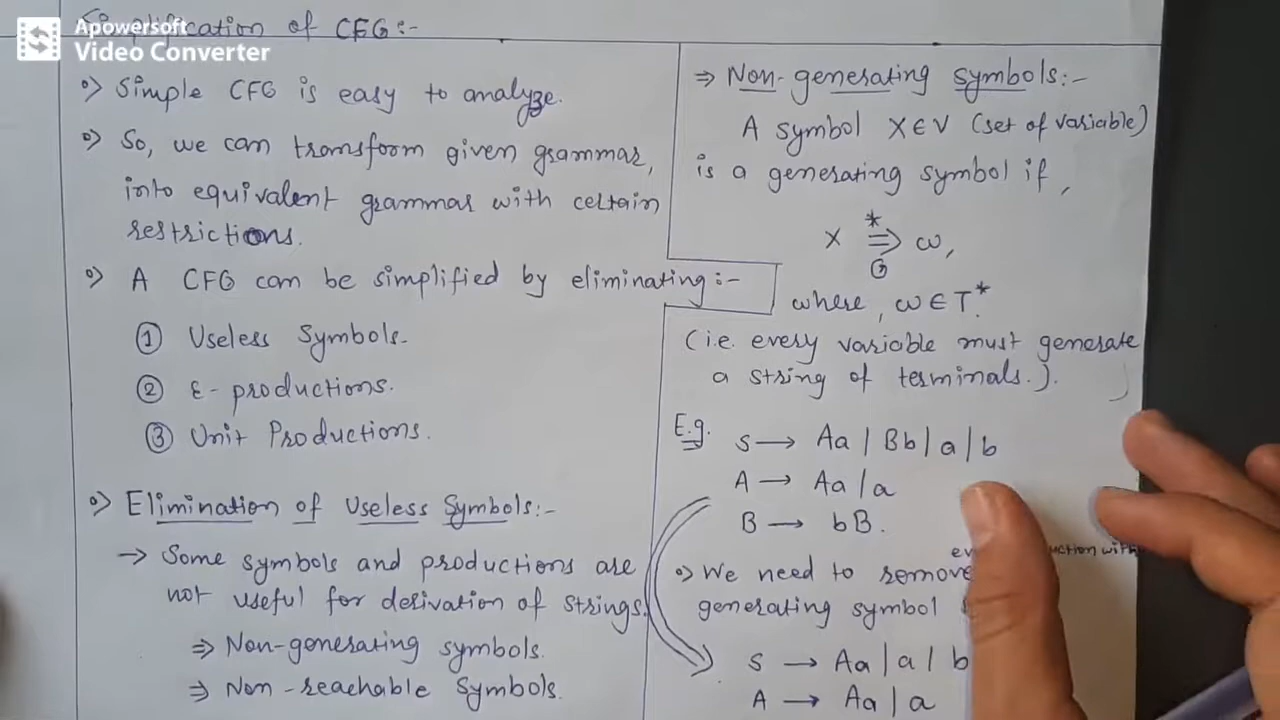 Simplification of CFG:-
Apowersoft
Video Converter
Simple CFG is easy to analyze.
So, we can transform given grammar,
into equivalent grammar with certain
restrictions.
A CFG can be simplified by eliminating:-
① Useless Symbols.
② ε-productions.
③ Unit Productions.
Elimination of Useless Symbols:-
→ Some symbols and productions are
not useful for derivation of strings.
⇒ Non-generating symbols.
⇒ Non-reachable Symbols.
⇒ Non-generating symbols:-
A symbol X∈V (set of variable)
is a generating symbol if,
X ⇒ ω,
*
G
where, ω∈T*.
(i.e. every variable must generate
a string of terminals.).
E.g. S → Aa | Bb | a | b
A → Aa | a
B → bB.
We need to remove
generating symbol
S → Aa | a | b
A → Aa | a